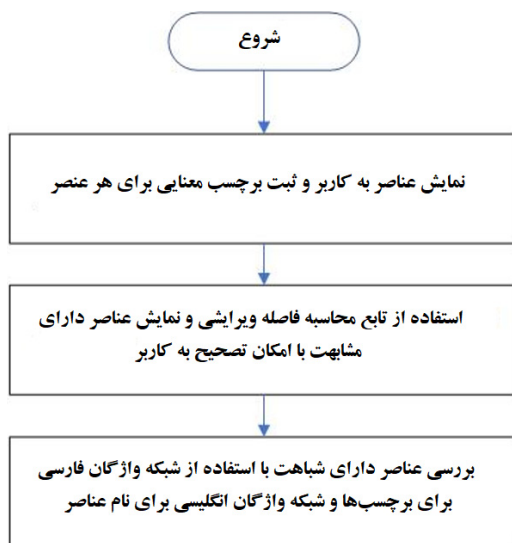 شروع
نمایش عناصر به کاربر و ثبت برچسب معنایی برای هر عنصر
استفاده از تابع محاسبه فاصله ویرایشی و نمایش عناصر دارای
مشابهت با امکان تصحیح به کاربر
بررسی عناصر دارای شباهت با استفاده از شبکه واژگان فارسی
برای برچسب‌ها و شبکه واژگان انگلیسی برای نام عناصر